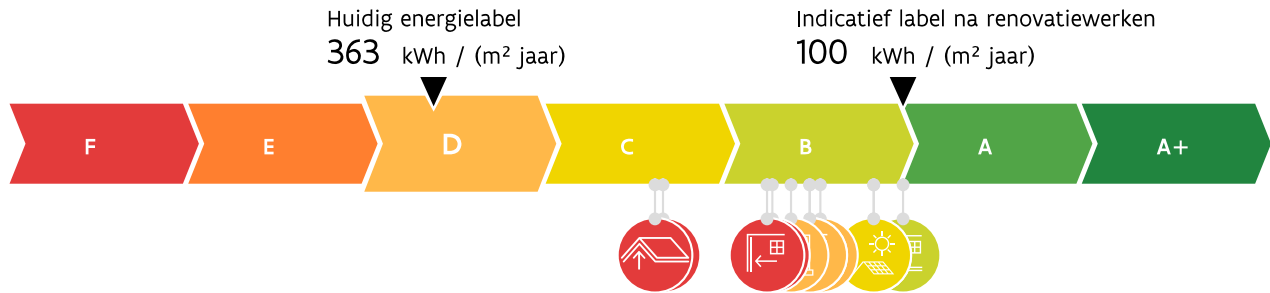 Huidig energielabel
363 kWh / (m² jaar)
Indicatief label na renovatiewerken
100 kWh / (m² jaar)
F E D C B A A+